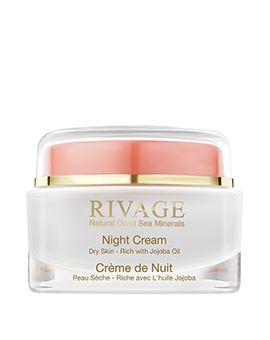 RIVAGE
Natural Dead Sea Minerals
Night Cream
Dry Skin - Rich with Jojoba Oil
Crème de Nuit
Peau Sèche - Riche avec L'huile Jojoba